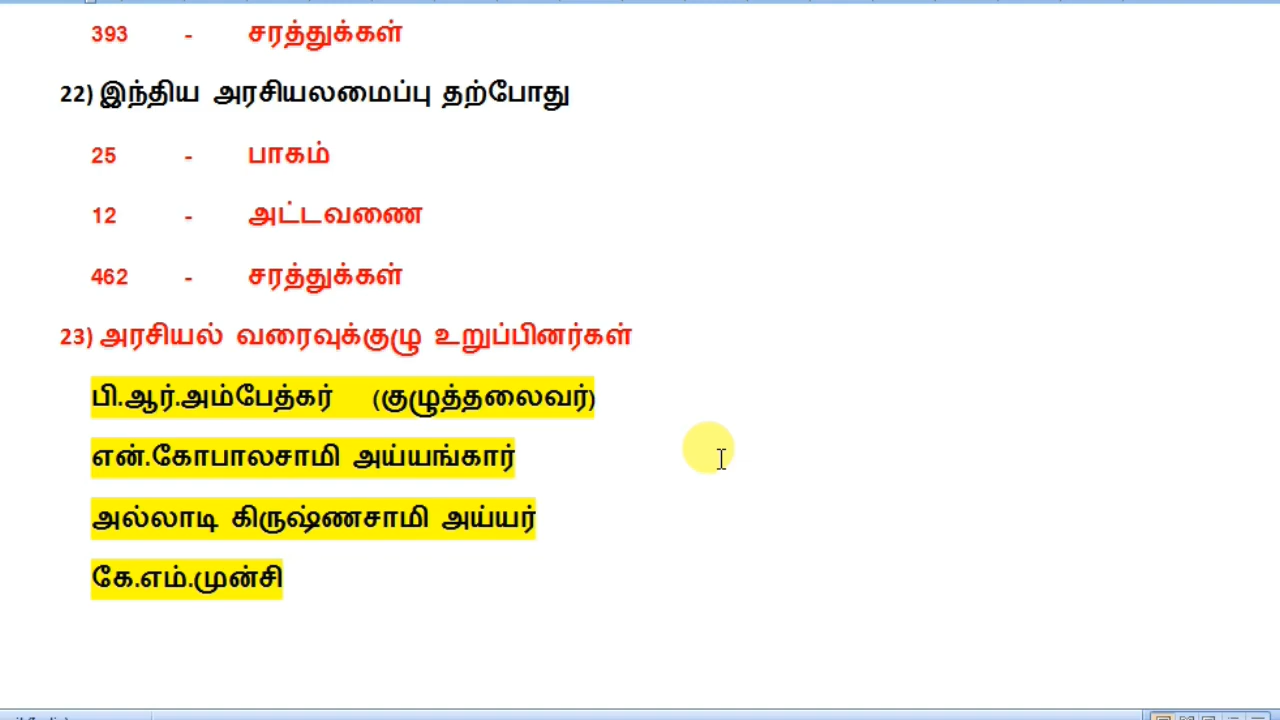 393 - சரத்துக்கள்
22) இந்திய அரசியலமைப்பு தற்போது
25 - பாகம்
12 - அட்டவணை
462 - சரத்துக்கள்
23) அரசியல் வரைவுக்குழு உறுப்பினர்கள்
பி.ஆர்.அம்பேத்கர் (குழுத்தலைவர்)
என்.கோபாலசாமி அய்யங்கார்
அல்லாடி கிருஷ்ணசாமி அய்யர்
கே.எம்.முன்சி